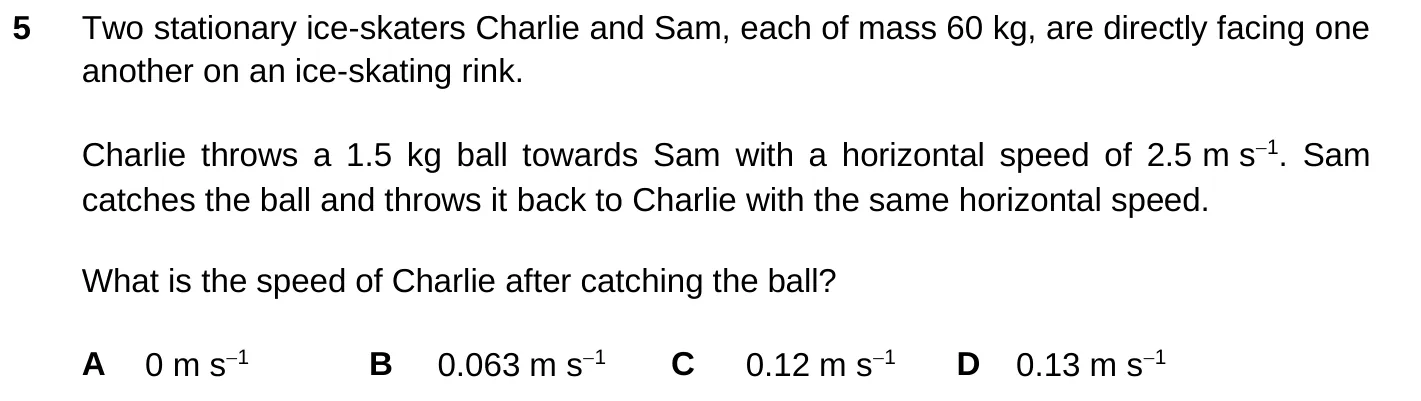 5 Two stationary ice-skaters Charlie and Sam, each of mass 60 kg, are directly facing one
another on an ice-skating rink.
Charlie throws a 1.5 kg ball towards Sam with a horizontal speed of 2.5 m s⁻¹. Sam
catches the ball and throws it back to Charlie with the same horizontal speed.
What is the speed of Charlie after catching the ball?
A 0 m s⁻¹ B 0.063 m s⁻¹ C 0.12 m s⁻¹ D 0.13 m s⁻¹